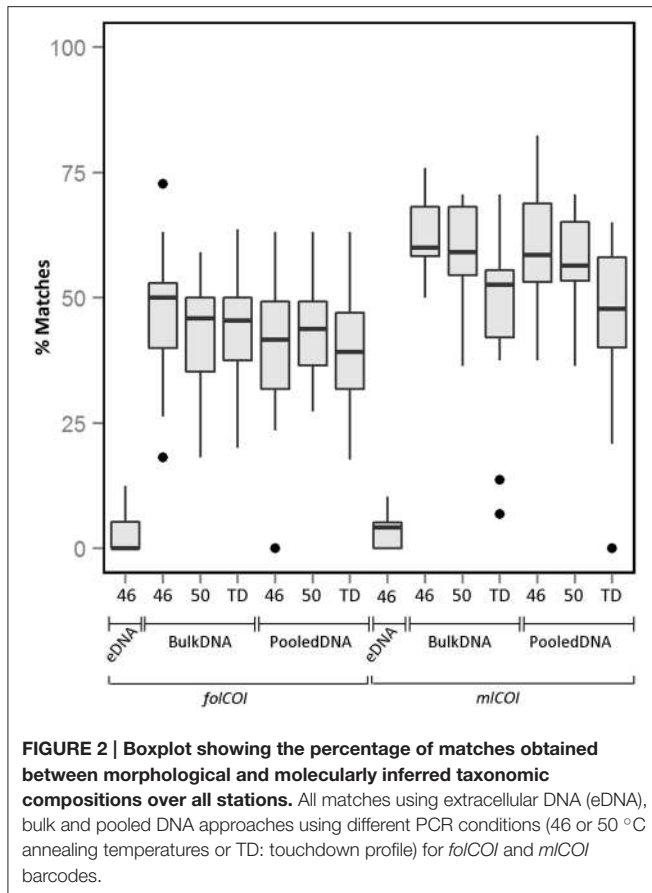 100
75
50
25
0
% Matches
46 46 50 TD 46 50 TD 46 46 50 TD 46 50 TD
eDNA BulkDNA PooledDNA eDNA BulkDNA PooledDNA
folCOI mlCOI
FIGURE 2 | Boxplot showing the percentage of matches obtained
between morphological and molecularly inferred taxonomic
compositions over all stations. All matches using extracellular DNA (eDNA),
bulk and pooled DNA approaches using different PCR conditions (46 or 50 °C
annealing temperatures or TD: touchdown profile) for folCOI and mlCOI
barcodes.